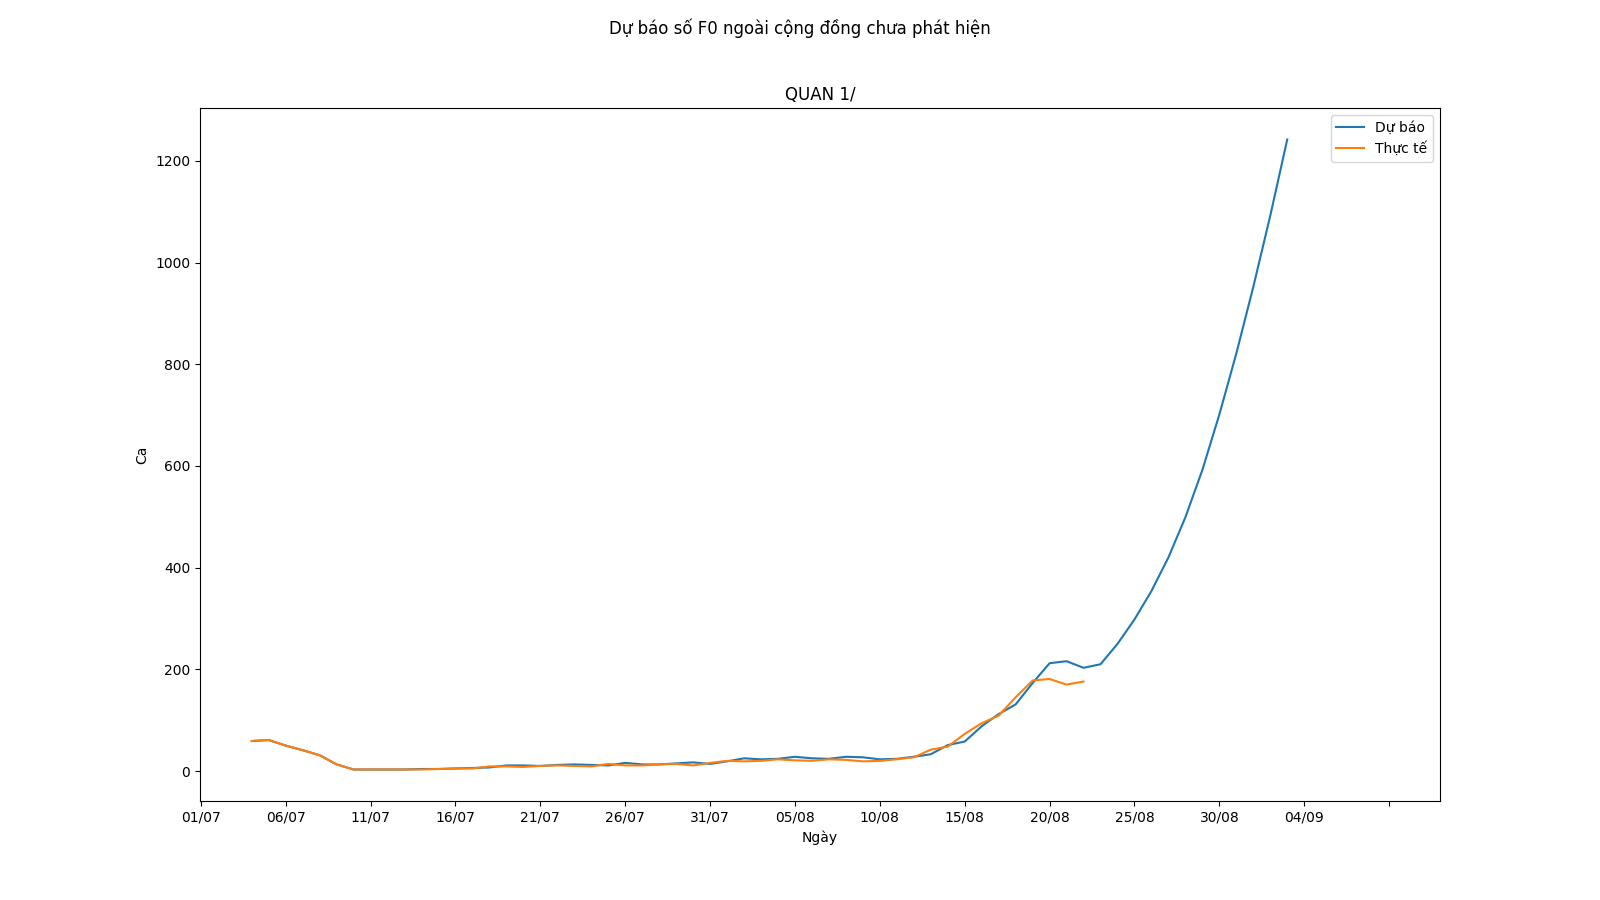 Dự báo số F0 ngoài cộng đồng chưa phát hiện
QUAN 1/
Dự báo
Thực tế
1200
1000
800
600
400
200
0
Ca
01/07 06/07 11/07 16/07 21/07 26/07 31/07 05/08 10/08 15/08 20/08 25/08 30/08 04/09
Ngày